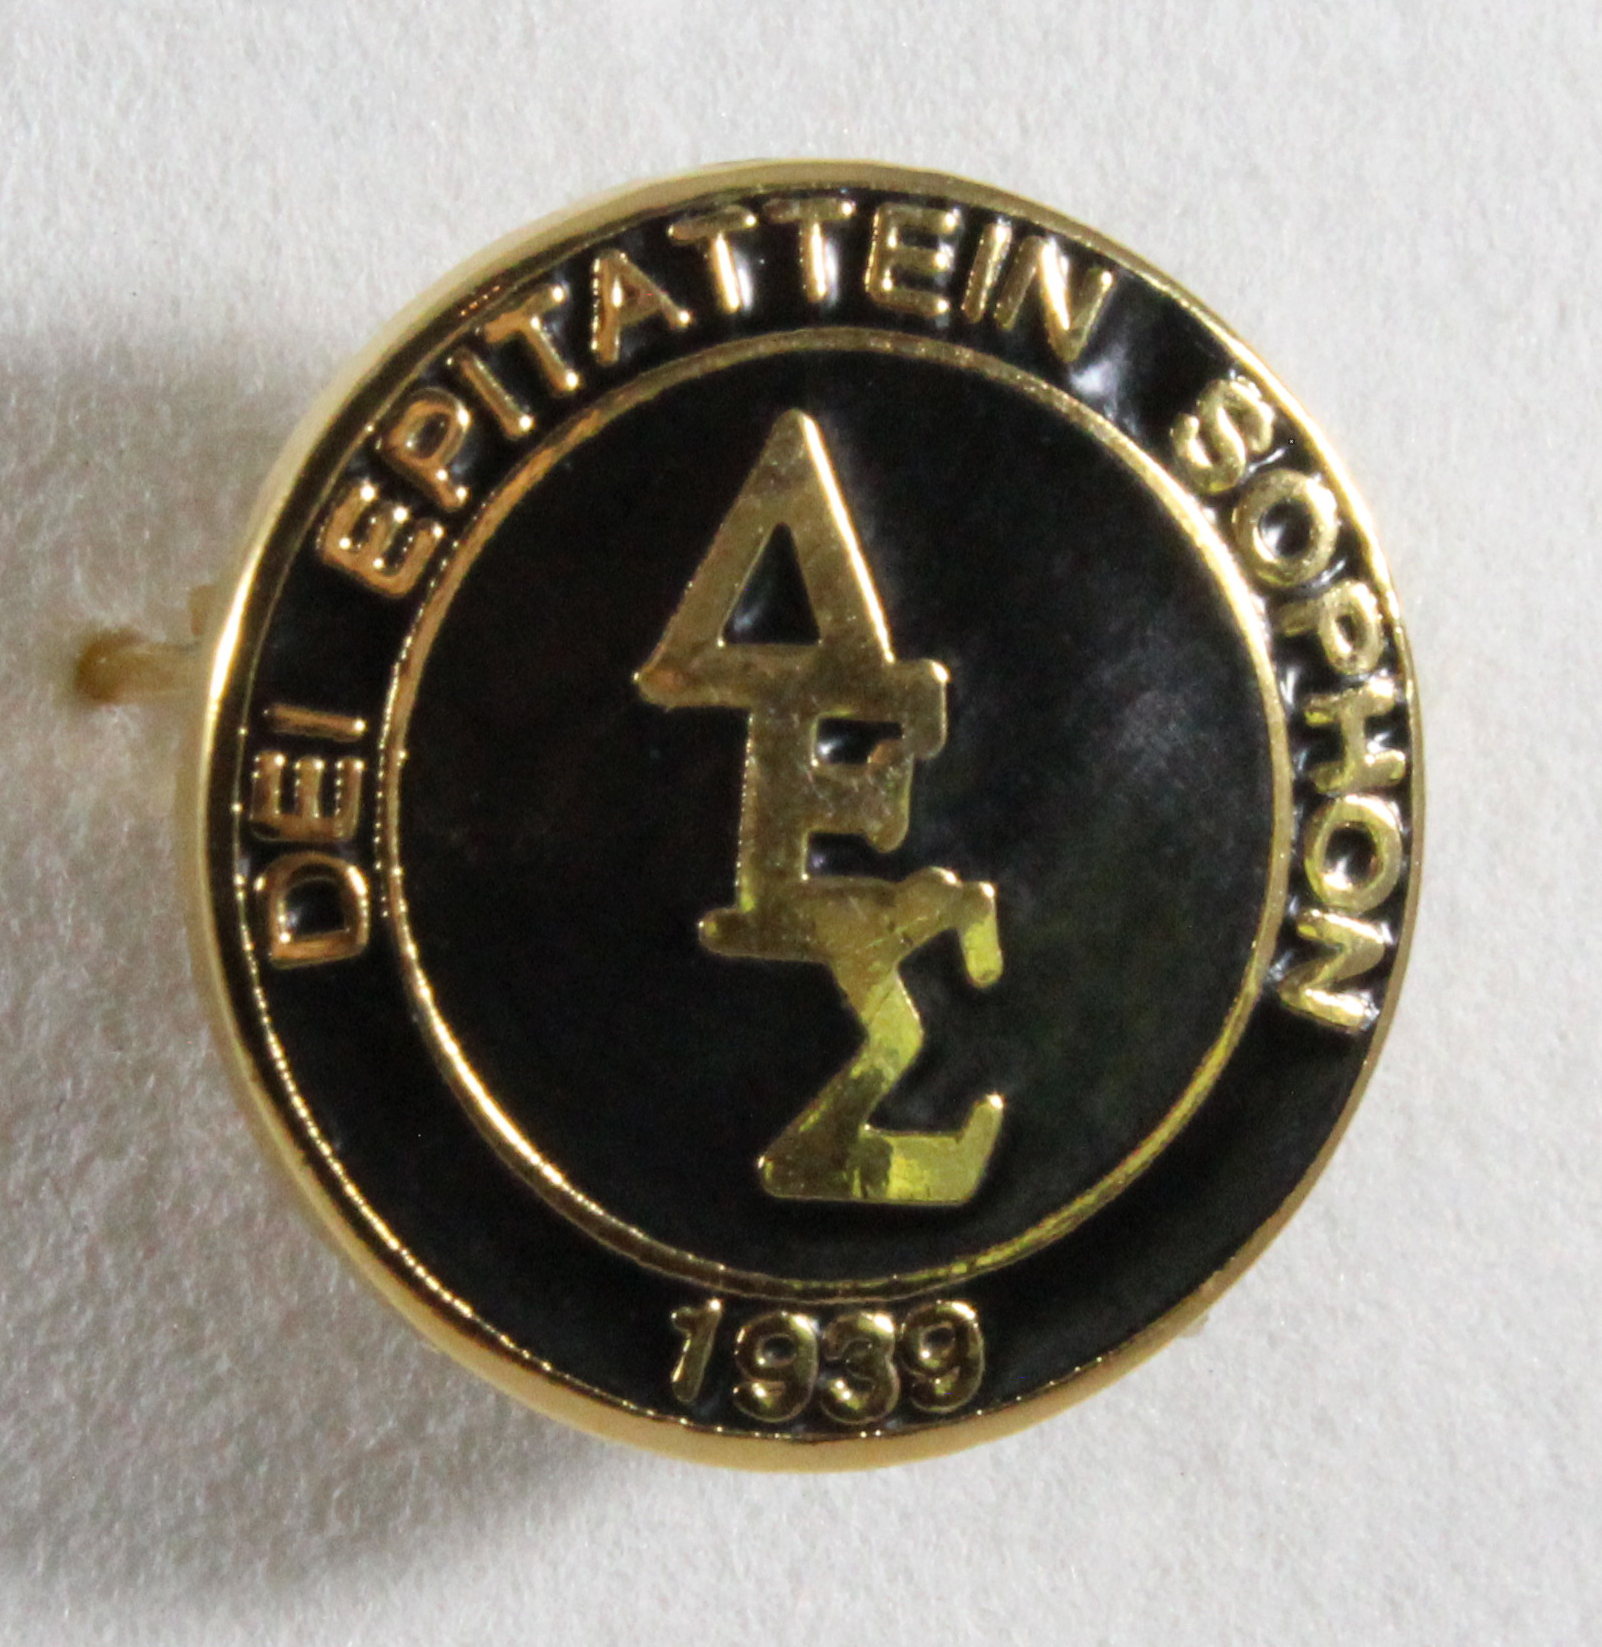 DEI EPITATTEIN SOPHON
ΔΕΣ
1939